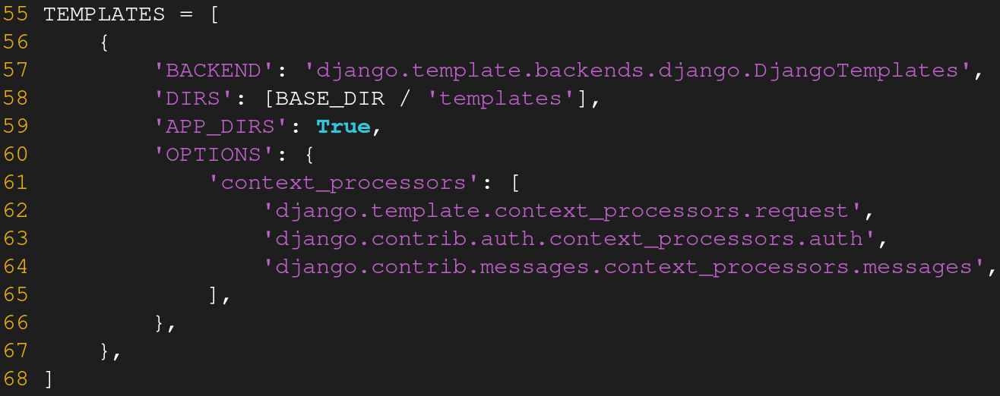 55 TEMPLATES = [
56     {
57         'BACKEND': 'django.template.backends.django.DjangoTemplates',
58         'DIRS': [BASE_DIR / 'templates'],
59         'APP_DIRS': True,
60         'OPTIONS': {
61             'context_processors': [
62                 'django.template.context_processors.request',
63                 'django.contrib.auth.context_processors.auth',
64                 'django.contrib.messages.context_processors.messages',
65             ],
66         },
67     },
68 ]